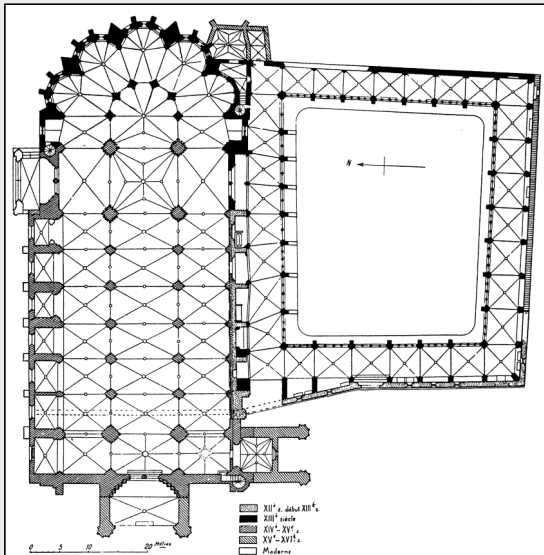 N
XIIᵉ s. début XIIIᵉ s.
XIIIᵉ siècle
XIVᵉ-XVᵉ s.
XVᵉ-XVIᵉ s.
Moderne
0 5 10 20 Mètres